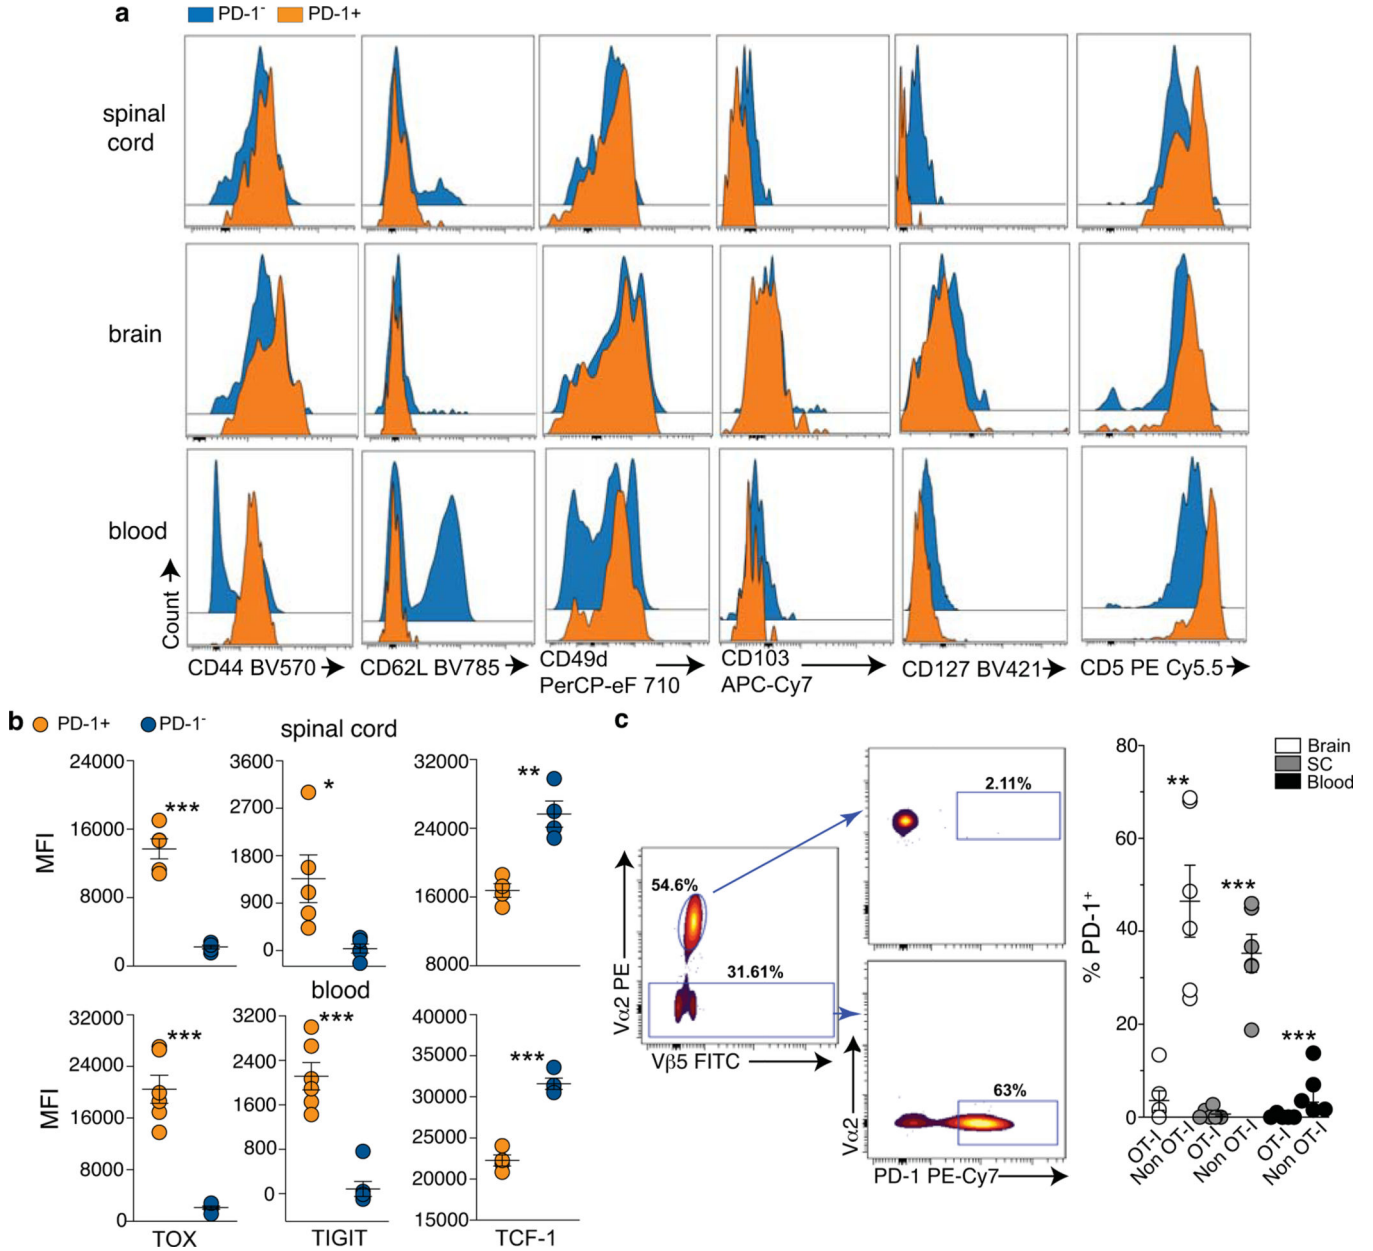 a
PD-1⁻ PD-1+
spinal
cord
brain
blood
Count
CD44 BV570 CD62L BV785 CD49d
PerCP-eF 710 CD103
APC-Cy7 CD127 BV421 CD5 PE Cy5.5
b PD-1+ PD-1⁻
spinal cord
MFI
24000
16000
8000
0
***
3600
2700
1800
900
0
*
32000
24000
16000
8000
**
blood
MFI
32000
24000
16000
8000
0
***
TOX
3200
2400
1600
800
0
***
TIGIT
40000
35000
30000
25000
20000
15000
***
TCF-1
c
54.6%
31.61%
Vα2 PE
Vβ5 FITC
2.11%
63%
Vα2
PD-1 PE-Cy7
Brain
SC
Blood
% PD-1⁺
80
60
40
20
0
**
***
***
OT-I
Non OT-I
OT-I
Non OT-I
OT-I
Non OT-I